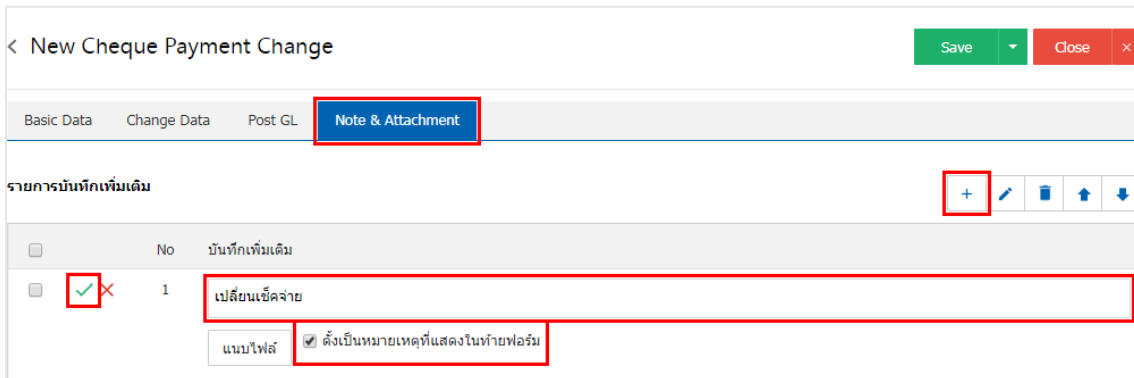 New Cheque Payment Change Save Close
Basic Data Change Data Post GL Note & Attachment
รายการบันทึกเพิ่มเติม
No บันทึกเพิ่มเติม
1 เปลี่ยนเช็คจ่าย
แนบไฟล์ ตั้งเป็นหมายเหตุที่แสดงในท้ายฟอร์ม